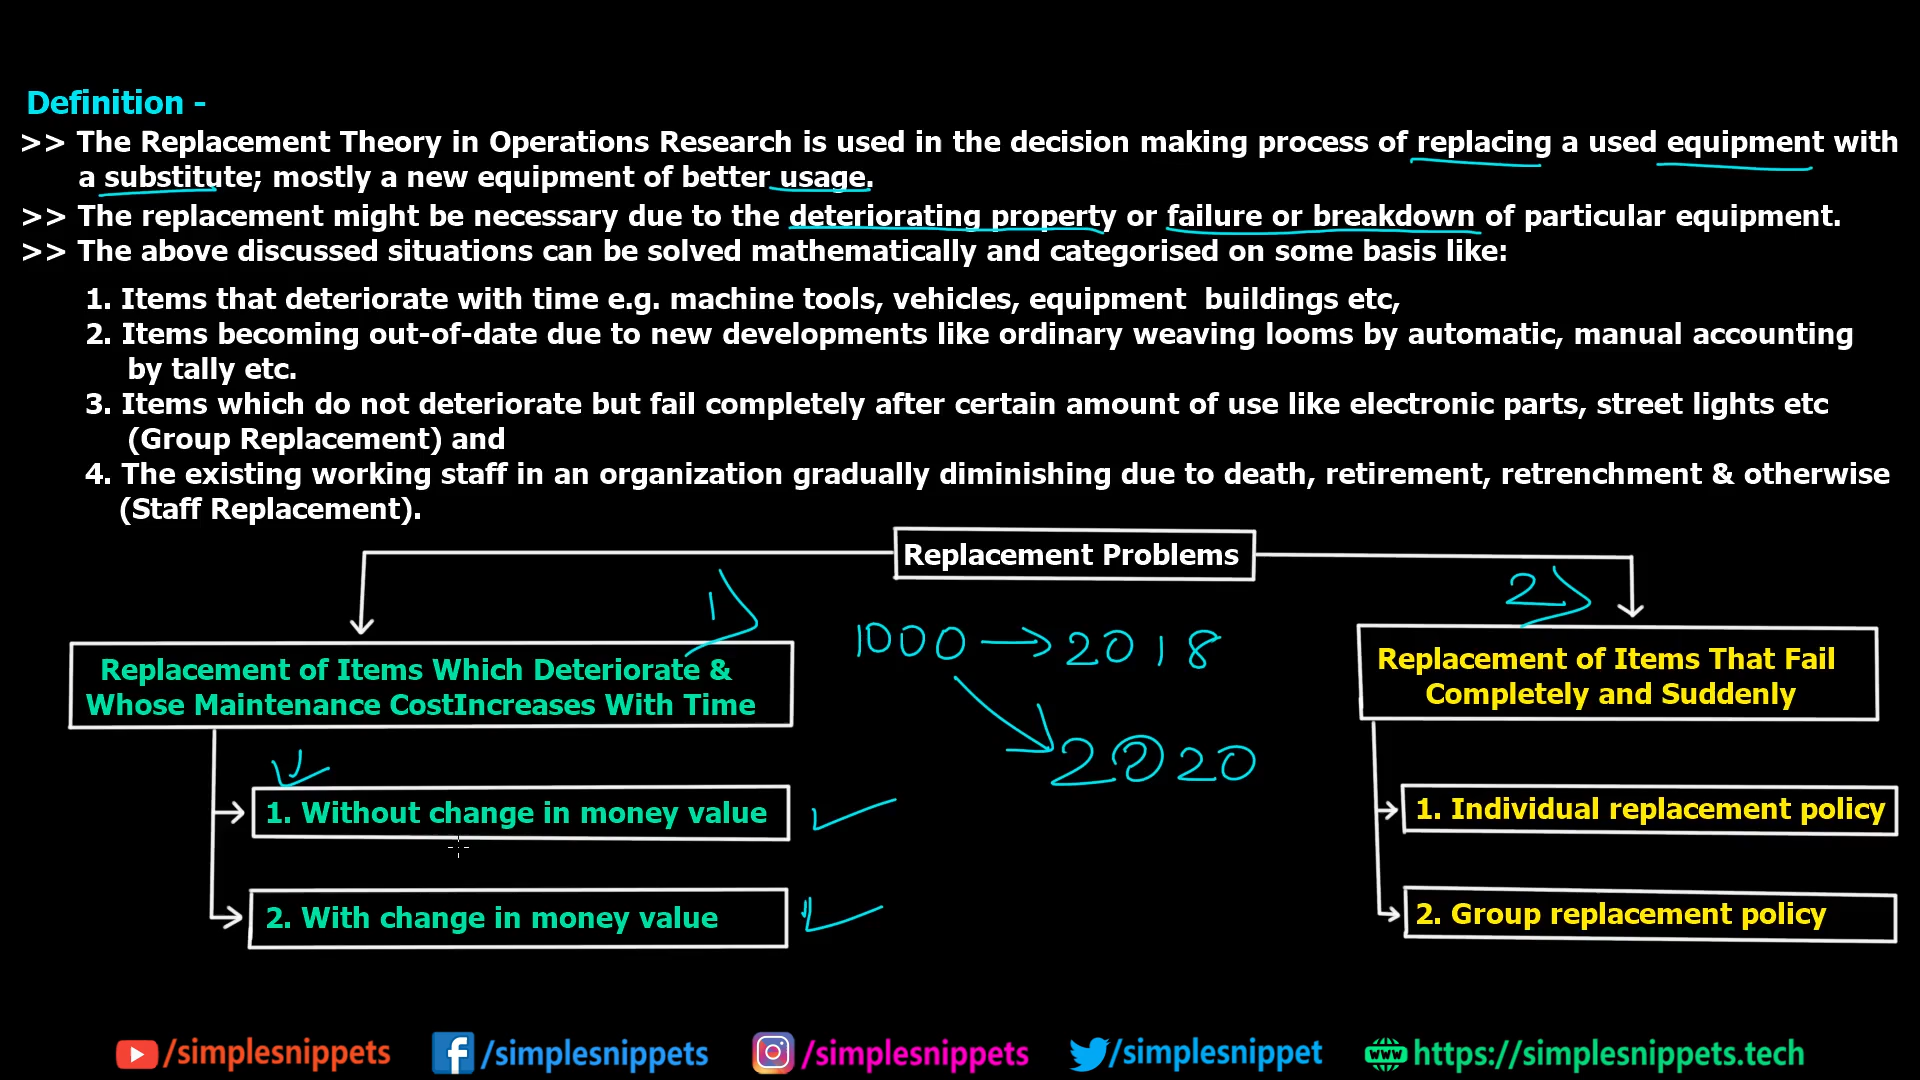 Definition -
>> The Replacement Theory in Operations Research is used in the decision making process of replacing a used equipment with
a substitute; mostly a new equipment of better usage.
>> The replacement might be necessary due to the deteriorating property or failure or breakdown of particular equipment.
>> The above discussed situations can be solved mathematically and categorised on some basis like:
1. Items that deteriorate with time e.g. machine tools, vehicles, equipment buildings etc,
2. Items becoming out-of-date due to new developments like ordinary weaving looms by automatic, manual accounting
by tally etc.
3. Items which do not deteriorate but fail completely after certain amount of use like electronic parts, street lights etc
(Group Replacement) and
4. The existing working staff in an organization gradually diminishing due to death, retirement, retrenchment & otherwise
(Staff Replacement).
Replacement Problems
1)
2)
1000 → 2018
2020
Replacement of Items Which Deteriorate &
Whose Maintenance CostIncreases With Time
1. Without change in money value
2. With change in money value
Replacement of Items That Fail
Completely and Suddenly
1. Individual replacement policy
2. Group replacement policy
/simplesnippets
/simplesnippets
/simplesnippets
/simplesnippet
www
https://simplesnippets.tech